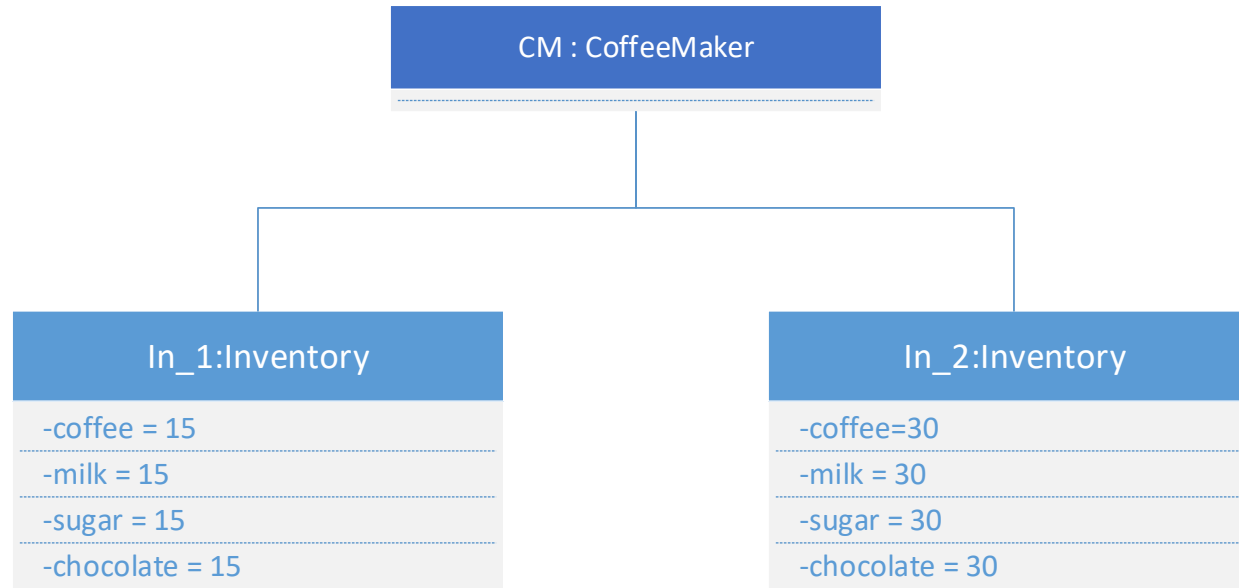 CM : CoffeeMaker
In_1:Inventory
-coffee = 15
-milk = 15
-sugar = 15
-chocolate = 15
In_2:Inventory
-coffee=30
-milk = 30
-sugar = 30
-chocolate = 30